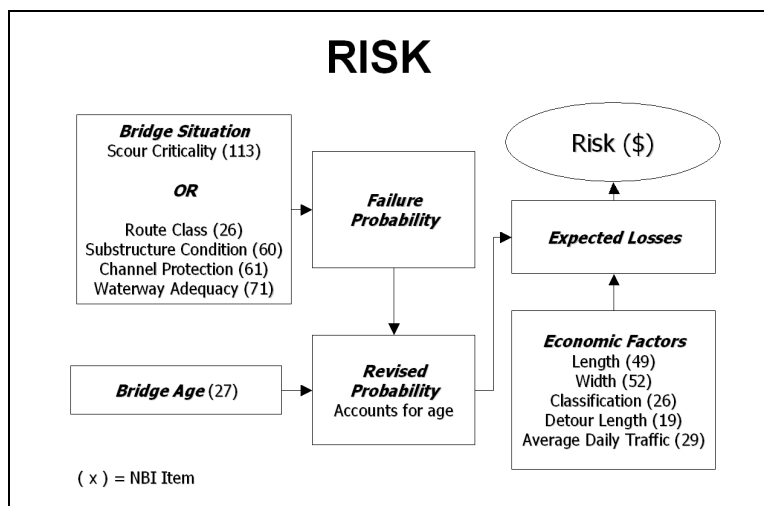 RISK
Bridge Situation
Scour Criticality (113)
OR
Route Class (26)
Substructure Condition (60)
Channel Protection (61)
Waterway Adequacy (71)
Failure
Probability
Risk ($)
Expected Losses
Bridge Age (27)
Revised
Probability
Accounts for age
Economic Factors
Length (49)
Width (52)
Classification (26)
Detour Length (19)
Average Daily Traffic (29)
( x ) = NBI Item